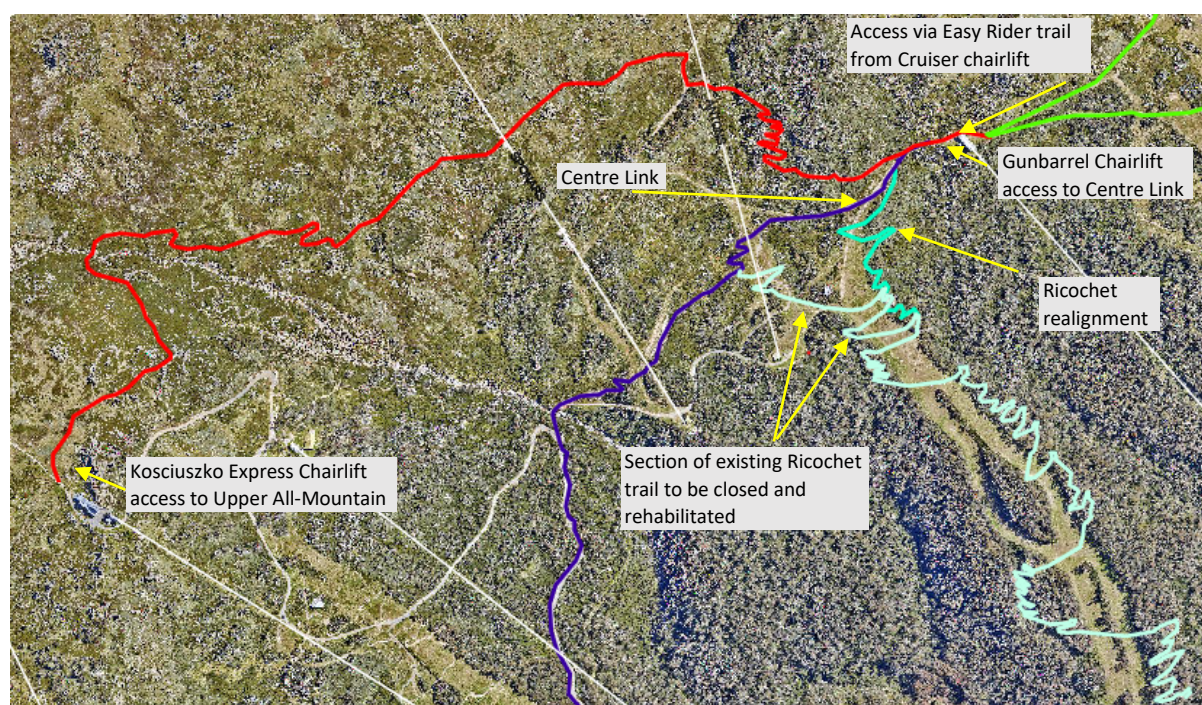 Access via Easy Rider trail
from Cruiser chairlift
Centre Link
Gunbarrel Chairlift
access to Centre Link
Ricochet
realignment
Kosciuszko Express Chairlift
access to Upper All-Mountain
Section of existing Ricochet
trail to be closed and
rehabilitated